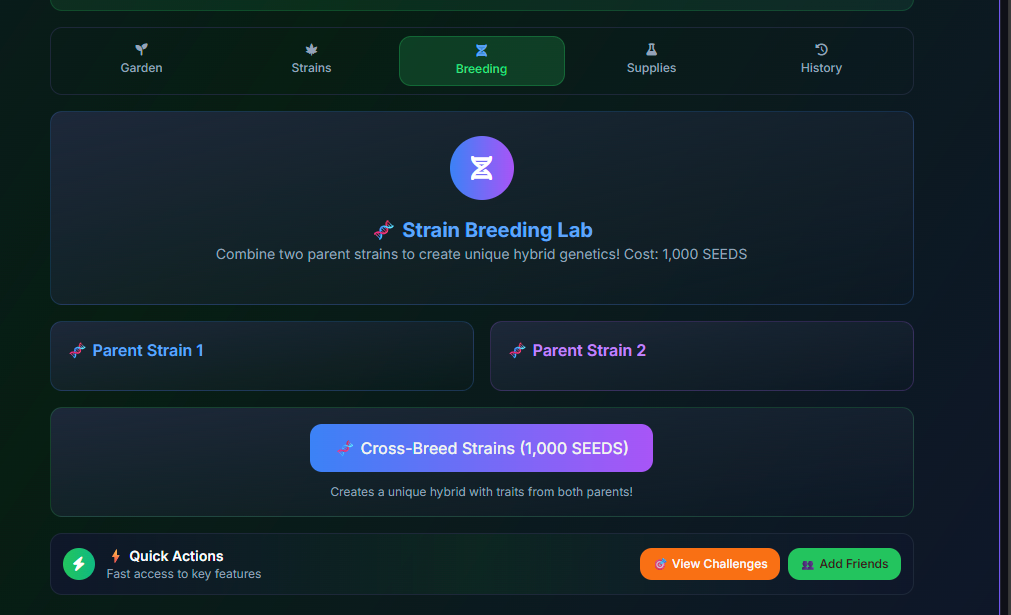 Garden
Strains
Breeding
Supplies
History
🧬 Strain Breeding Lab
Combine two parent strains to create unique hybrid genetics! Cost: 1,000 SEEDS
🧬 Parent Strain 1
🧬 Parent Strain 2
🧬 Cross-Breed Strains (1,000 SEEDS)
Creates a unique hybrid with traits from both parents!
⚡ Quick Actions
Fast access to key features
🎯 View Challenges
👥 Add Friends